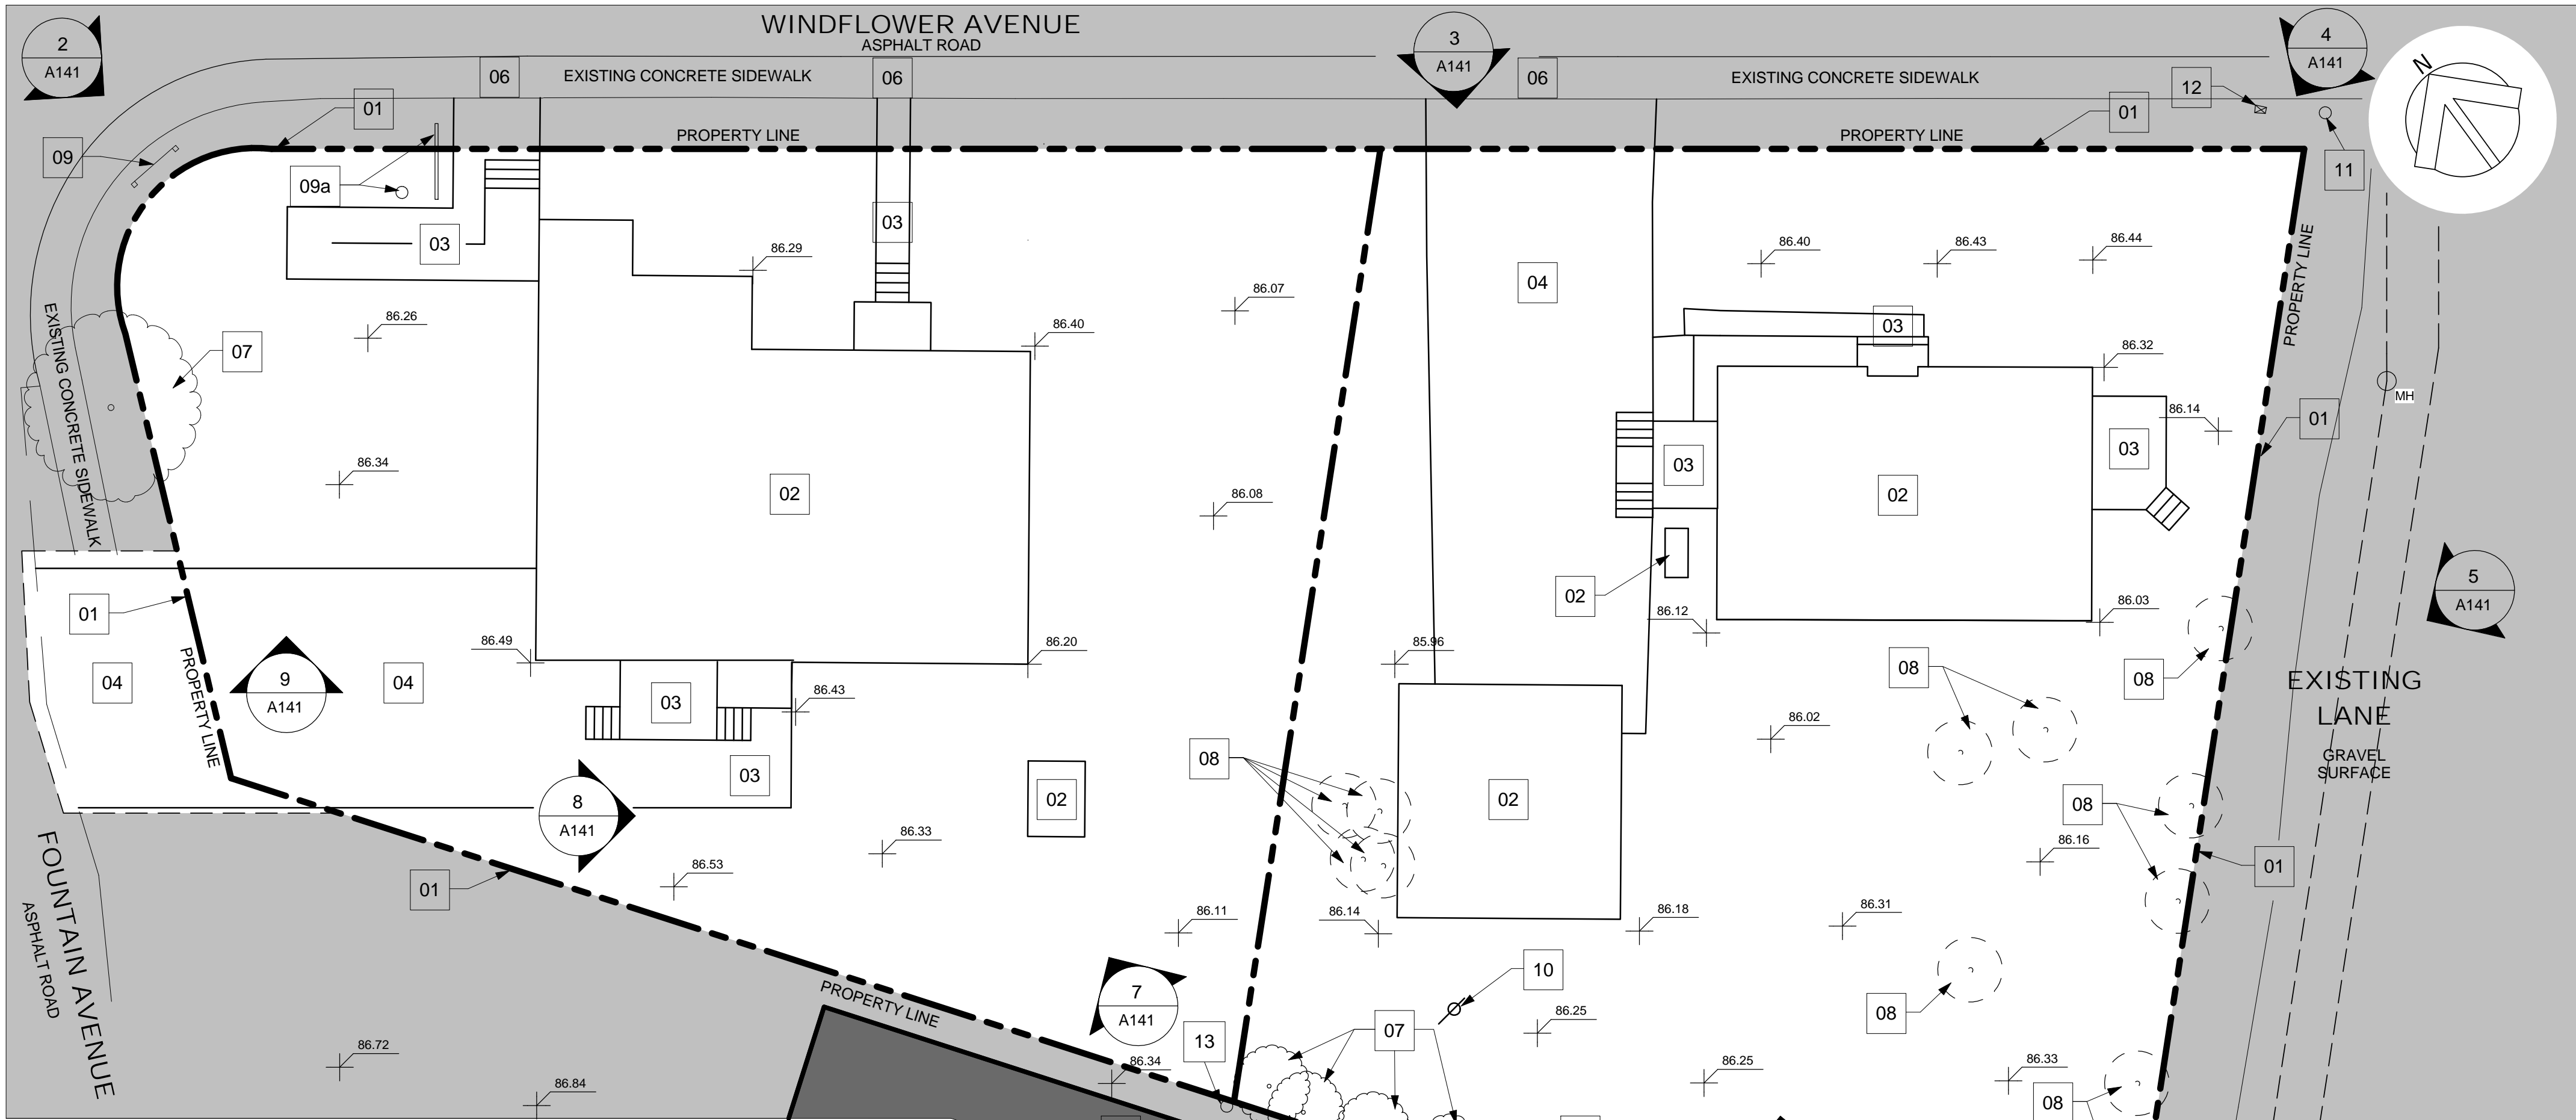 WINDFLOWER AVENUE
ASPHALT ROAD
2
A141
3
A141
4
A141
N
06
EXISTING CONCRETE SIDEWALK
06
06
EXISTING CONCRETE SIDEWALK
12
01
01
11
09
PROPERTY LINE
PROPERTY LINE
09a
03
03
86.29
86.07
86.40
86.26
07
86.34
EXISTING CONCRETE SIDEWALK
02
86.08
04
86.40
86.43
86.44
PROPERTY LINE
03
86.32
86.14
MH
01
03
03
02
02
86.12
86.03
5
A141
01
04
PROPERTY LINE
9
A141
04
86.49
86.20
03
86.43
03
8
A141
02
08
85.96
02
86.02
08
08
EXISTING
LANE
GRAVEL
SURFACE
08
86.16
01
FOUNTAIN AVENUE
ASPHALT ROAD
01
86.53
86.33
86.11
86.14
86.18
86.31
PROPERTY LINE
7
A141
13
86.34
07
10
86.25
86.25
08
86.33
08
86.72
86.84